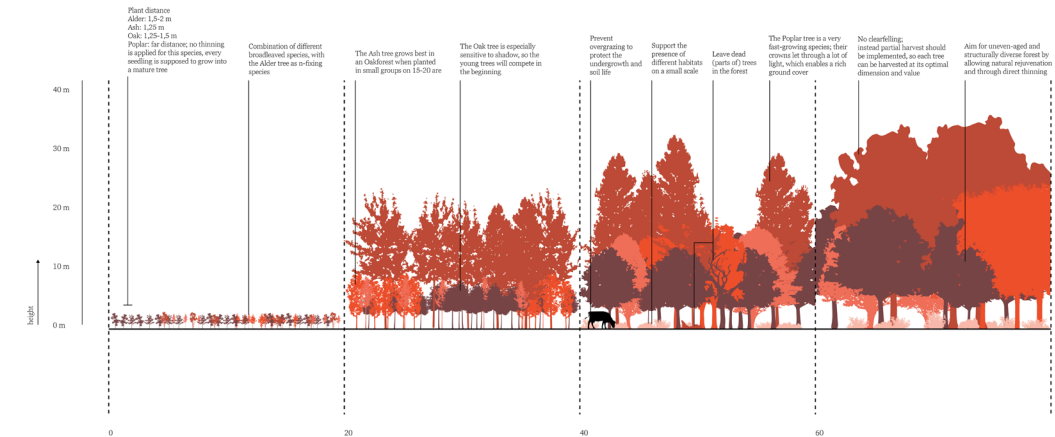 Plant distance
Alder: 1,5-2 m
Ash: 1,25 m
Oak: 1,25-1,5 m
Poplar: far distance; no thinning
is applied for this species, every
seedling is supposed to grow into
a mature tree
Combination of different
broadleaved species, with
the Alder tree as n-fixing
species
The Ash tree grows best in
an Oakforest when planted
in small groups on 15-20 are
The Oak tree is especially
sensitive to shadow, so the
young trees will compete in
the beginning
Prevent
overgrazing to
protect the
undergrowth and
soil life
Support the
presence of
different habitats
on a small scale
Leave dead
(parts of) trees
in the forest
The Poplar tree is a very
fast-growing species; their
crowns let through a lot of
light, which enables a rich
ground cover
No clearfelling;
instead partial harvest should
be implemented, so each tree
can be harvested at its optimal
dimension and value
Aim for uneven-aged and
structurally diverse forest by
allowing natural rejuvenation
and through direct thinning
40 m
30 m
20 m
10 m
0 m
height
0
20
40
60